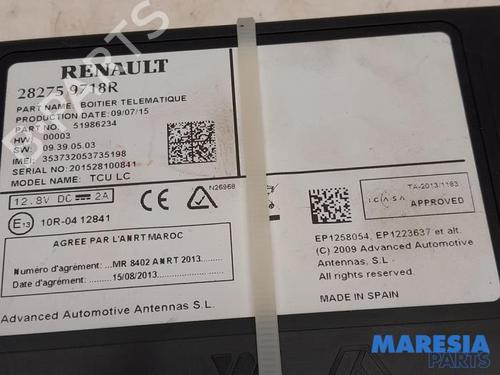 RENAULT
28275 9718R
PART NAME: BOITIER TELEMATIQUE
PRODUCTION DATE: 09/07/15
PART NO. 51986234
HW: 00003
SW: 09.39.05.03
IMEI: 353732053735198
SERIAL NO: 201528100841
MODEL NAME: TCU LC
12.8V DC 2A
CE
N26968
E13 10R-04 12841
TA-2013/1183
ICASA
APPROVED
AGREE PAR L'ANRT MAROC
Numéro d'agrément: MR 8402 ANRT 2013
Date d'agrément: 15/08/2013
EP1258054, EP1223637 et alt.
(C) 2009 Advanced Automotive
Antennas, S.L.
All rights reserved.
MADE IN SPAIN
Advanced Automotive Antennas S.L.
B-PARTS
MARESIA
PARTS